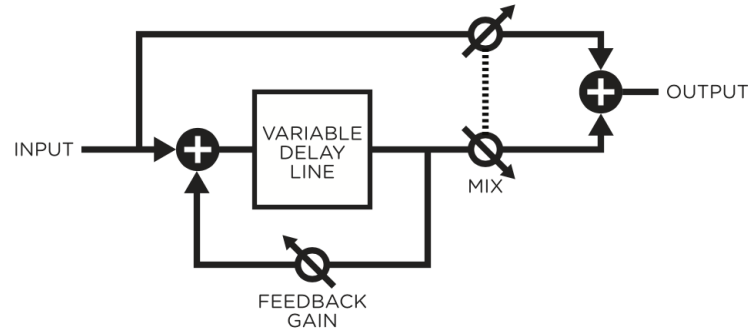 INPUT
VARIABLE
DELAY
LINE
MIX
OUTPUT
FEEDBACK
GAIN